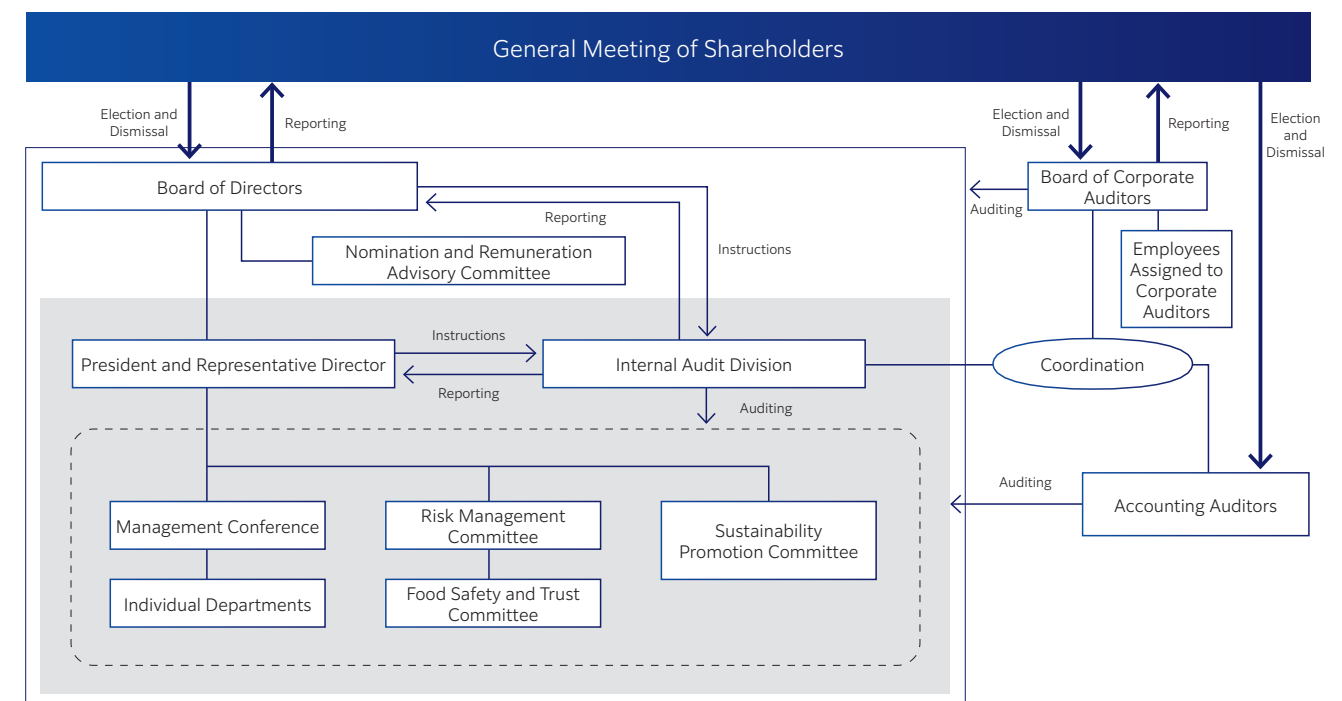 General Meeting of Shareholders
Election and
Dismissal
Reporting
Election and
Dismissal
Reporting
Election
and
Dismissal
Board of Directors
Board of Corporate
Auditors
Auditing
Reporting
Instructions
Nomination and Remuneration
Advisory Committee
Employees
Assigned to
Corporate
Auditors
President and Representative Director
Instructions
Reporting
Internal Audit Division
Coordination
Auditing
Auditing
Accounting Auditors
Management Conference
Risk Management
Committee
Sustainability
Promotion Committee
Individual Departments
Food Safety and Trust
Committee